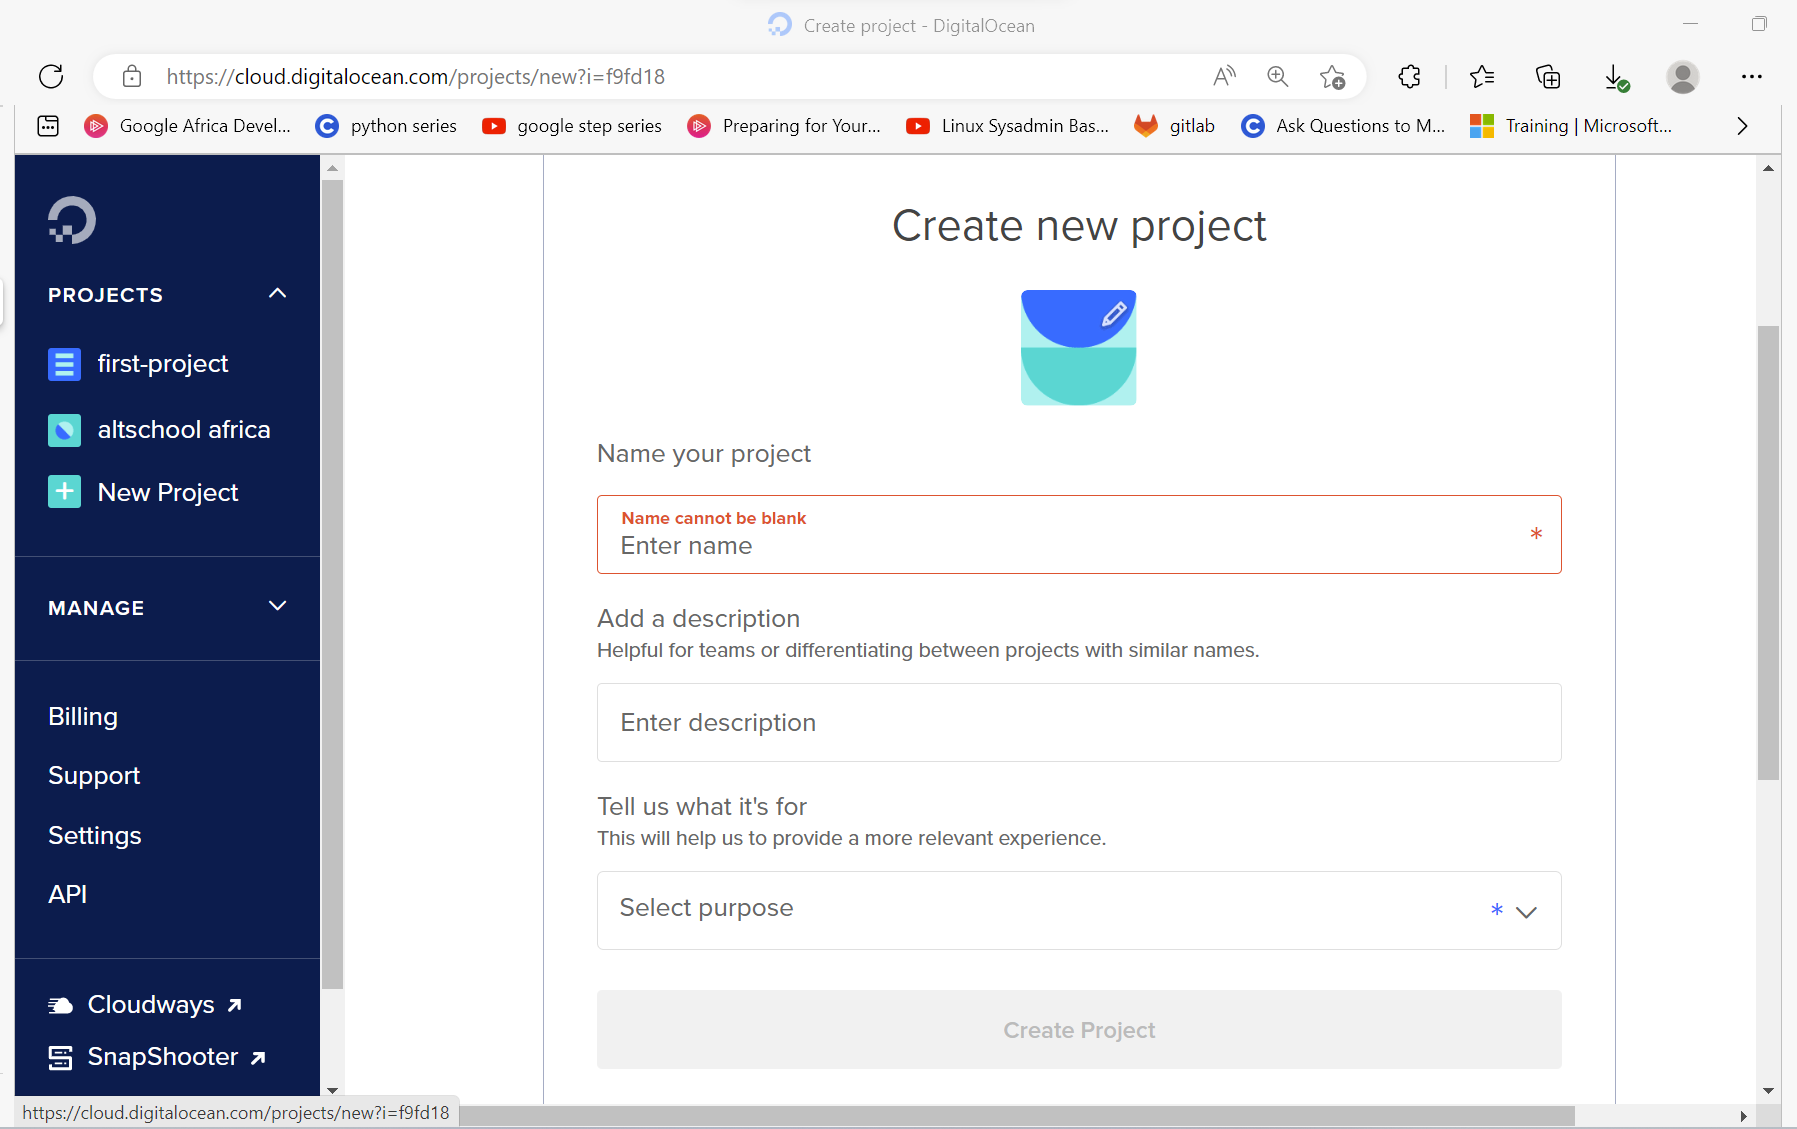 Create project - DigitalOcean
https://cloud.digitalocean.com/projects/new?i=f9fd18
Google Africa Devel... python series google step series Preparing for Your... Linux Sysadmin Bas... gitlab Ask Questions to M... Training | Microsoft...
PROJECTS
first-project
altschool africa
New Project
MANAGE
Billing
Support
Settings
API
Cloudways
SnapShooter
Create new project
Name your project
Name cannot be blank
Enter name *
Add a description
Helpful for teams or differentiating between projects with similar names.
Enter description
Tell us what it's for
This will help us to provide a more relevant experience.
Select purpose *
Create Project
https://cloud.digitalocean.com/projects/new?i=f9fd18